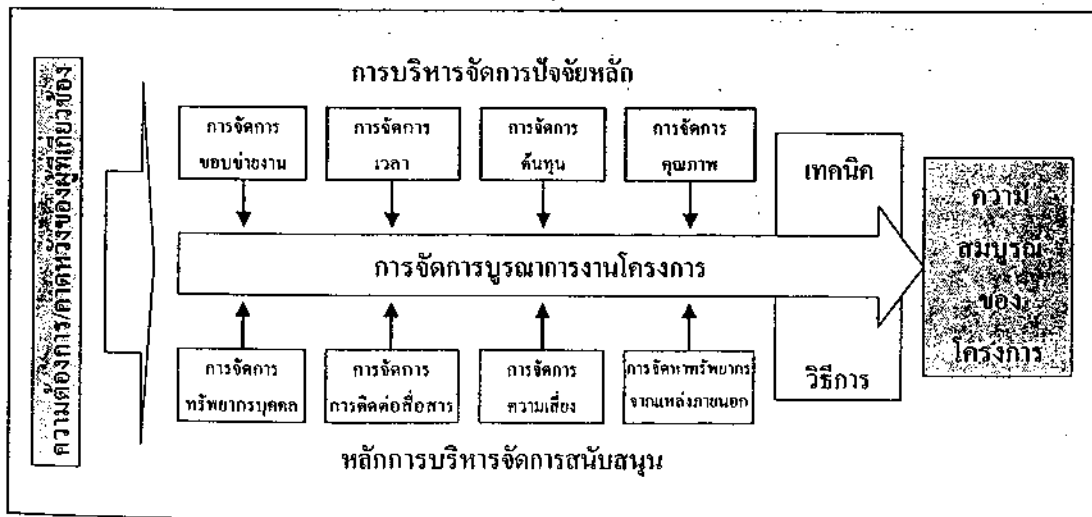 ความต้องการ/คาดหวังของผู้ที่เกี่ยวข้อง
การบริหารจัดการปัจจัยหลัก
การจัดการ
ขอบข่ายงาน
การจัดการ
เวลา
การจัดการ
ต้นทุน
การจัดการ
คุณภาพ
การจัดการบูรณาการงานโครงการ
การจัดการ
ทรัพยากรบุคคล
การจัดการ
การติดต่อสื่อสาร
การจัดการ
ความเสี่ยง
การจัดหาทรัพยากร
จากแหล่งภายนอก
หลักการบริหารจัดการสนับสนุน
เทคนิค
วิธีการ
ความ
สมบูรณ์
ของ
โครงการ